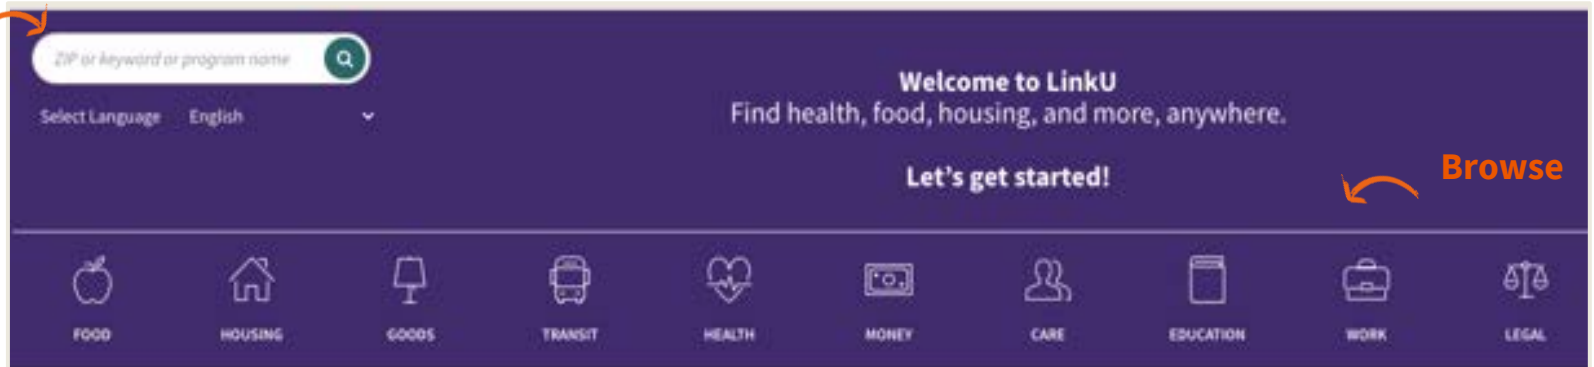 ZIP or keyword or program name
Select Language English
Welcome to LinkU
Find health, food, housing, and more, anywhere.
Let's get started!
Browse
FOOD HOUSING GOODS TRANSIT HEALTH MONEY CARE EDUCATION WORK LEGAL